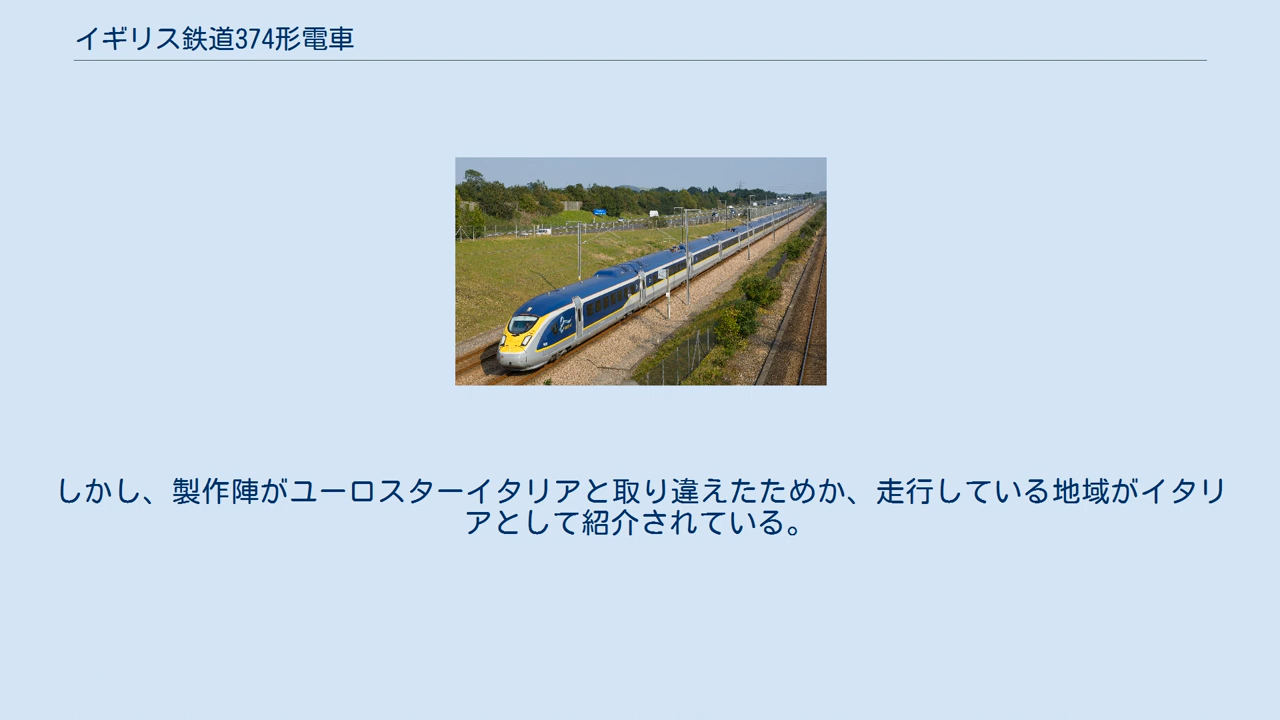 イギリス鉄道374形電車
しかし、製作陣がユーロスターイタリアと取り違えたためか、走行している地域がイタリ
アとして紹介されている。